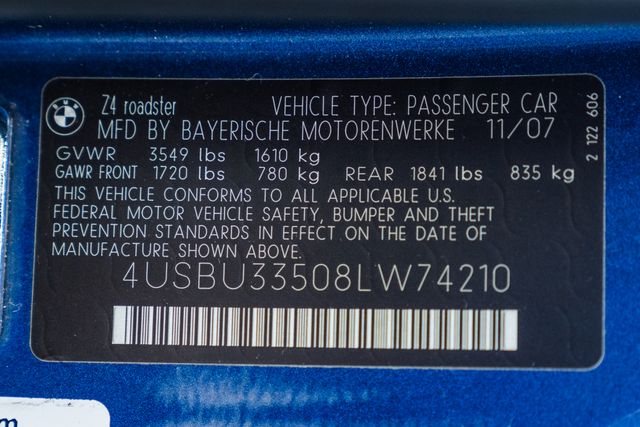 BMW
Z4 roadster VEHICLE TYPE: PASSENGER CAR
MFD BY BAYERISCHE MOTORENWERKE 11/07
GVWR 3549 lbs 1610 kg
GAWR FRONT 1720 lbs 780 kg REAR 1841 lbs 835 kg
THIS VEHICLE CONFORMS TO ALL APPLICABLE U.S.
FEDERAL MOTOR VEHICLE SAFETY, BUMPER AND THEFT
PREVENTION STANDARDS IN EFFECT ON THE DATE OF
MANUFACTURE SHOWN ABOVE.
4USBU33508LW74210
2 122 606